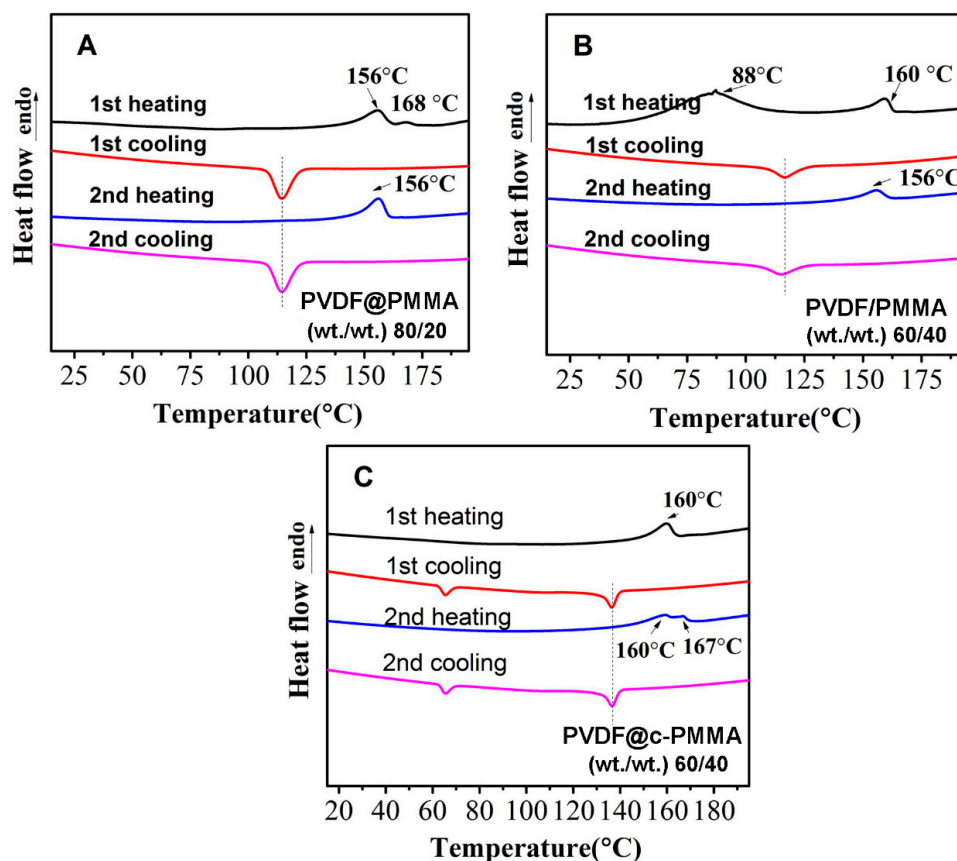 A
156°C
168 °C
1st heating
1st cooling
2nd heating
156°C
2nd cooling
PVDF@PMMA
(wt./wt.) 80/20
Heat flow endo
25 50 75 100 125 150 175
Temperature(°C)
B
88°C
160 °C
1st heating
1st cooling
2nd heating
156°C
2nd cooling
PVDF/PMMA
(wt./wt.) 60/40
Heat flow endo
25 50 75 100 125 150 175
Temperature(°C)
C
160°C
1st heating
1st cooling
2nd heating
160°C
167°C
2nd cooling
PVDF@c-PMMA
(wt./wt.) 60/40
Heat flow endo
20 40 60 80 100 120 140 160 180
Temperature(°C)